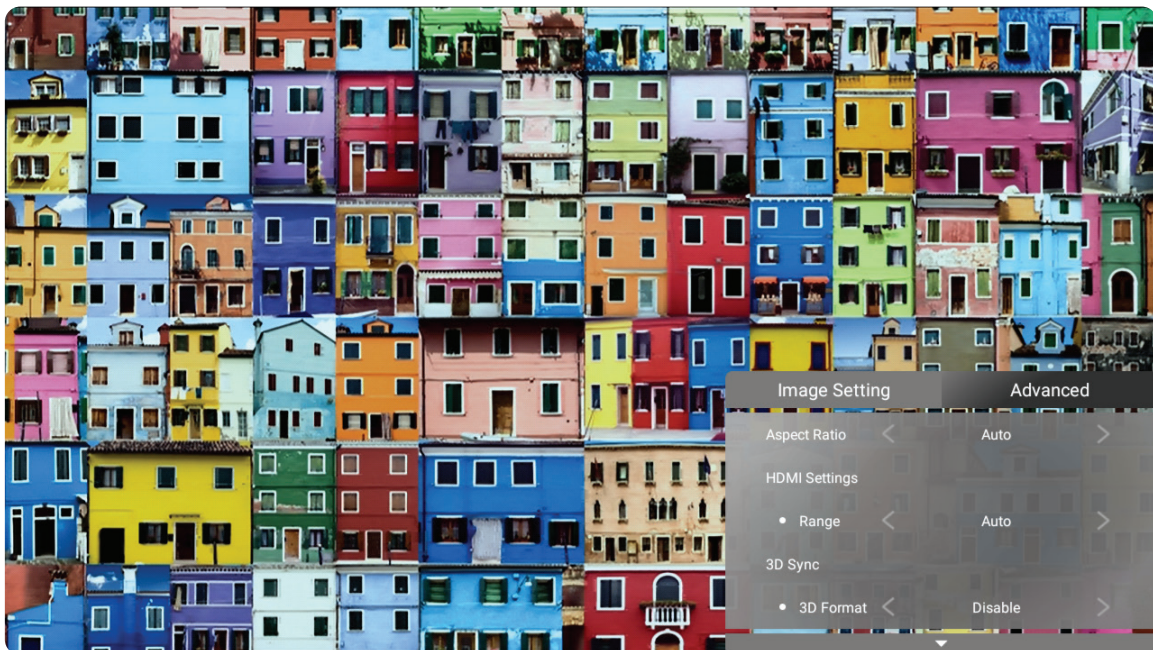 Image Setting Advanced
Aspect Ratio Auto
HDMI Settings
Range Auto
3D Sync
3D Format Disable